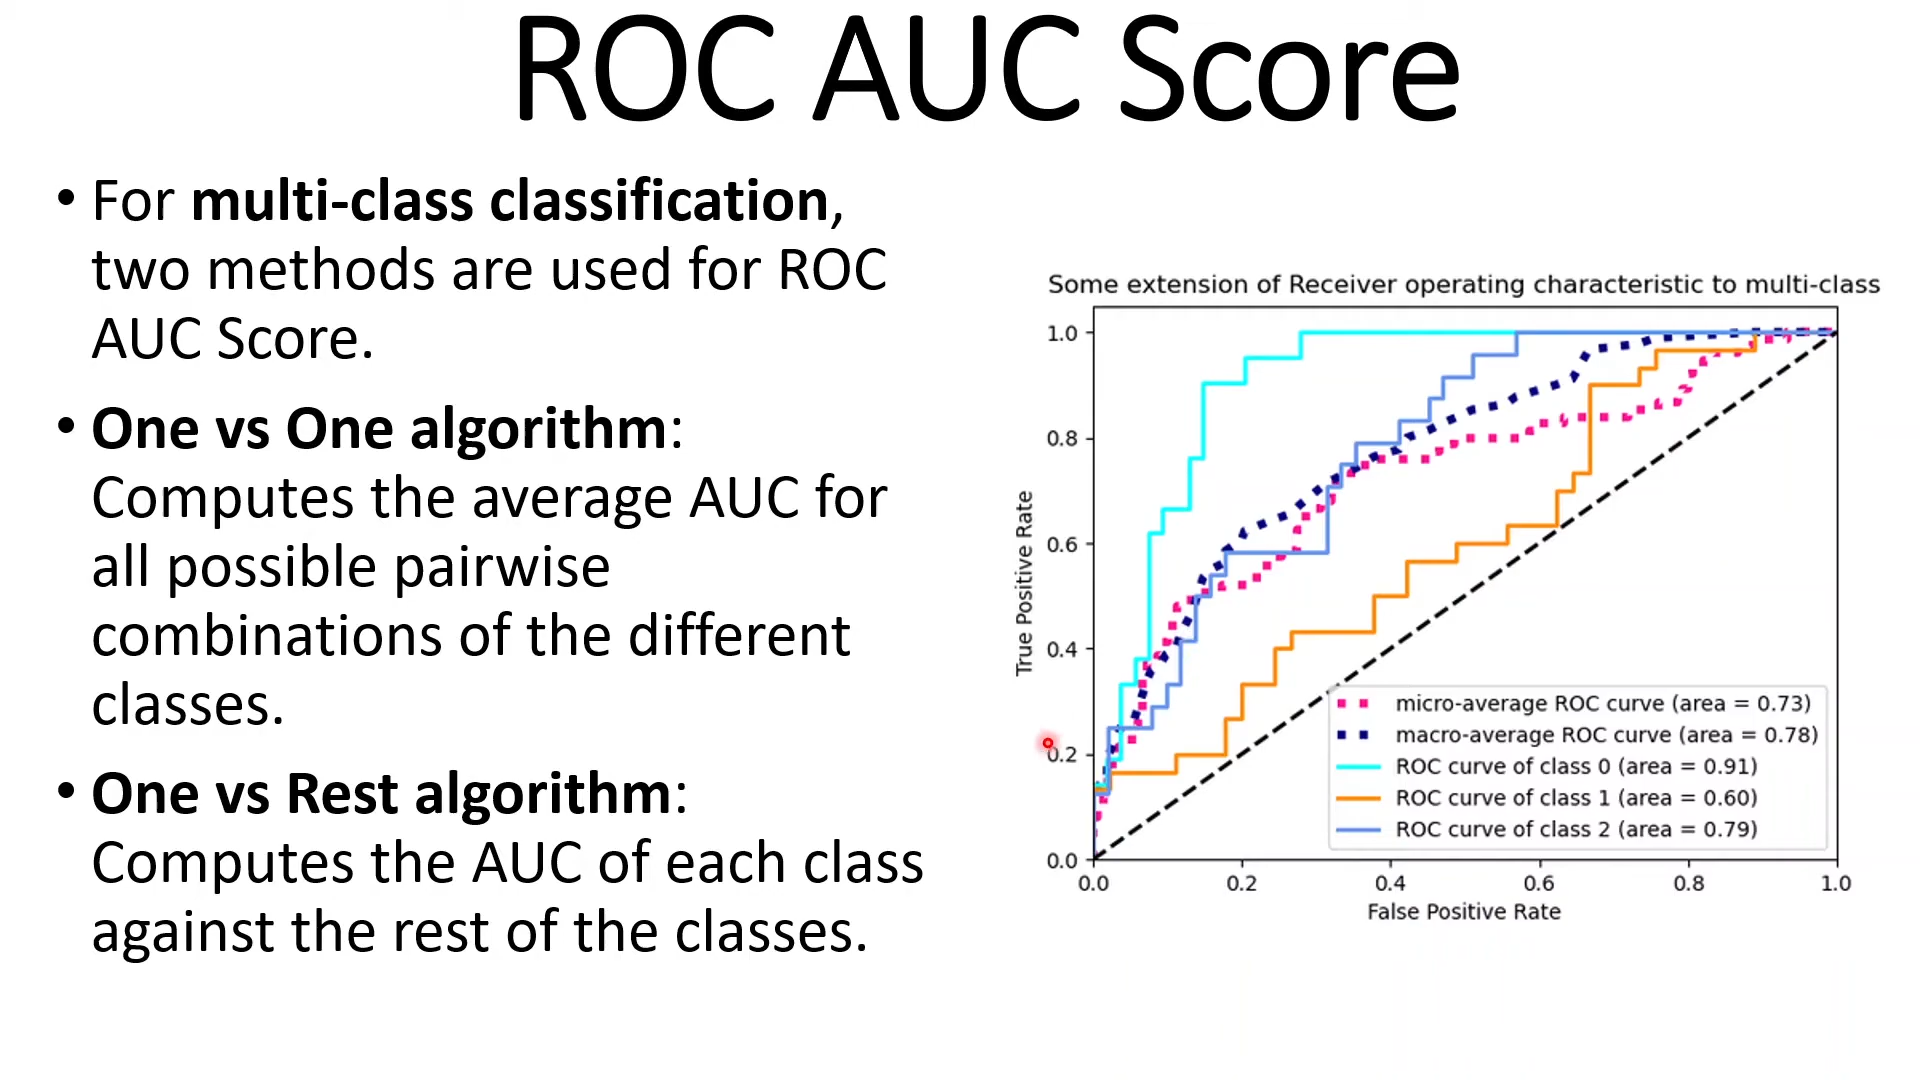 ROC AUC Score
• For multi-class classification,
two methods are used for ROC
AUC Score.
• One vs One algorithm:
Computes the average AUC for
all possible pairwise
combinations of the different
classes.
• One vs Rest algorithm:
Computes the AUC of each class
against the rest of the classes.
Some extension of Receiver operating characteristic to multi-class
True Positive Rate
1.0
0.8
0.6
0.4
0.2
0.0
micro-average ROC curve (area = 0.73)
macro-average ROC curve (area = 0.78)
ROC curve of class 0 (area = 0.91)
ROC curve of class 1 (area = 0.60)
ROC curve of class 2 (area = 0.79)
0.0 0.2 0.4 0.6 0.8 1.0
False Positive Rate